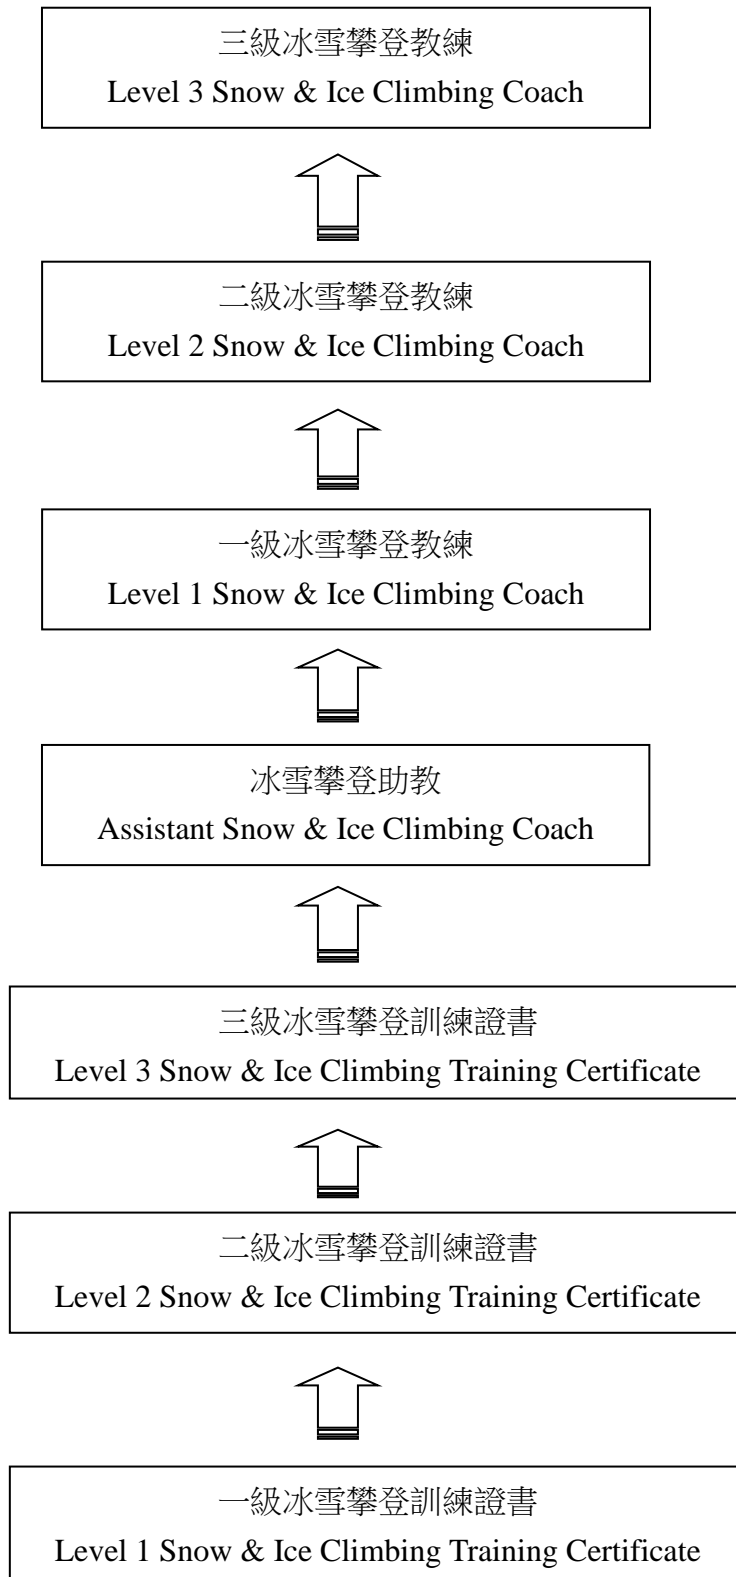 三級冰雪攀登教練
Level 3 Snow & Ice Climbing Coach
二級冰雪攀登教練
Level 2 Snow & Ice Climbing Coach
一級冰雪攀登教練
Level 1 Snow & Ice Climbing Coach
冰雪攀登助教
Assistant Snow & Ice Climbing Coach
三級冰雪攀登訓練證書
Level 3 Snow & Ice Climbing Training Certificate
二級冰雪攀登訓練證書
Level 2 Snow & Ice Climbing Training Certificate
一級冰雪攀登訓練證書
Level 1 Snow & Ice Climbing Training Certificate